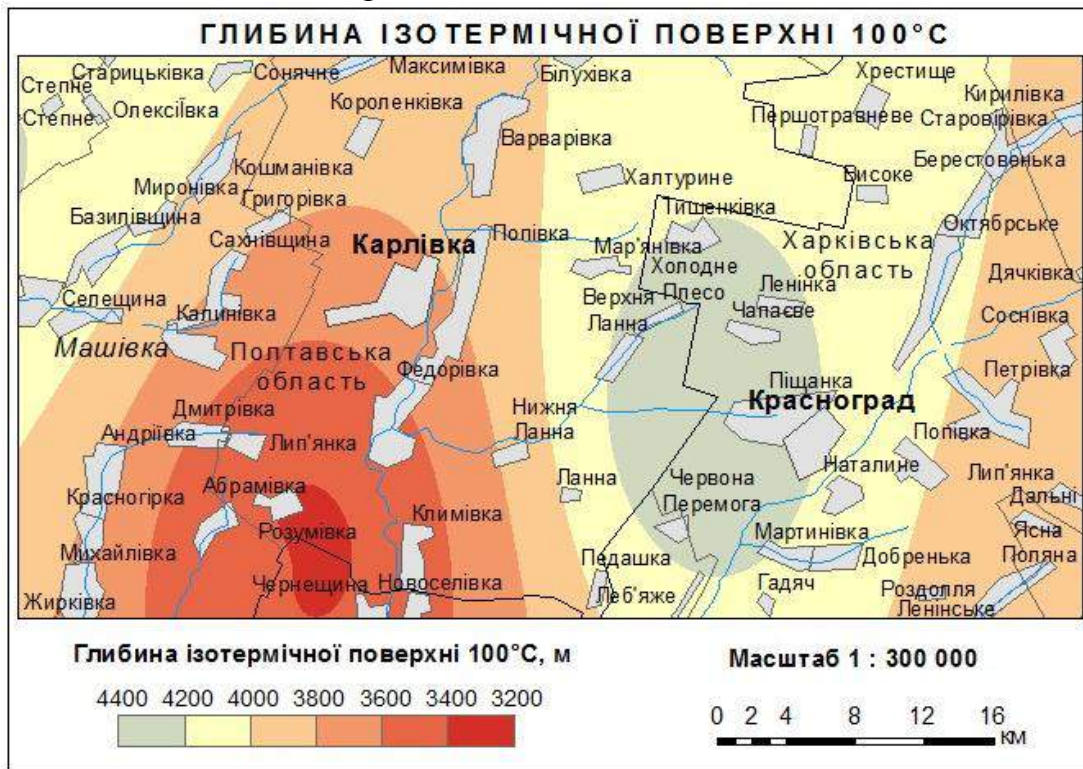 ГЛИБИНА ІЗОТЕРМІЧНОЇ ПОВЕРХНІ 100°C
Старицьківка
Сонячне
Максимівка
Білухівка
Хрестище
Степне
Кирилівка
Степне
Олексіївка
Короленківка
Першотравневе
Старовірівка
Варварівка
Берестовенька
Кошманівка
Халтурине
Високе
Миронівка
Григорівка
Тишенківка
Базилівщина
Сахнівщина
Карлівка
Попівка
Мар'янівка
Харківська
область
Октябрське
Холодне
Плесо
Дячківка
Селещина
Калинівка
Верхня
Ланна
Ленінка
Чапаєве
Соснівка
Машівка
Полтавська
область
Федорівка
Піщанка
Петрівка
Красноград
Дмитрівка
Нижня
Ланна
Андріївка
Лип'янка
Попівка
Абрамівка
Ланна
Червона
Перемога
Наталине
Лип'янка
Дальні
Красногірка
Климівка
Розумівка
Мартинівка
Ясна
Поляна
Михайлівка
Педашка
Добренька
Чернещина
Новоселівка
Леб'яже
Гадяч
Роздолля
Жирківка
Ленінське
Глибина ізотермічної поверхні 100°C, м
4400 4200 4000 3800 3600 3400 3200
Масштаб 1 : 300 000
0 2 4 8 12 16
км